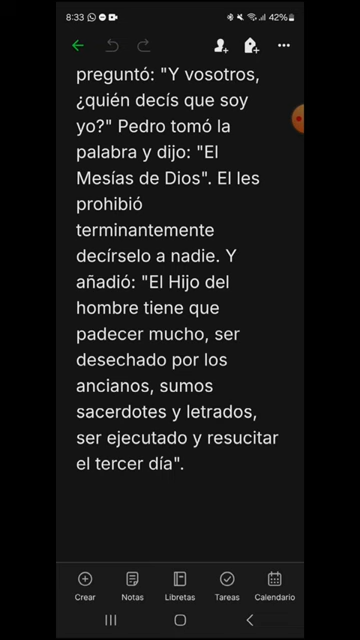 8:33 42%
preguntó: "Y vosotros,
¿quién decís que soy
yo?" Pedro tomó la
palabra y dijo: "El
Mesías de Dios". El les
prohibió
terminantemente
decírselo a nadie. Y
añadió: "El Hijo del
hombre tiene que
padecer mucho, ser
desechado por los
ancianos, sumos
sacerdotes y letrados,
ser ejecutado y resucitar
el tercer día".
Crear Notas Libretas Tareas Calendario